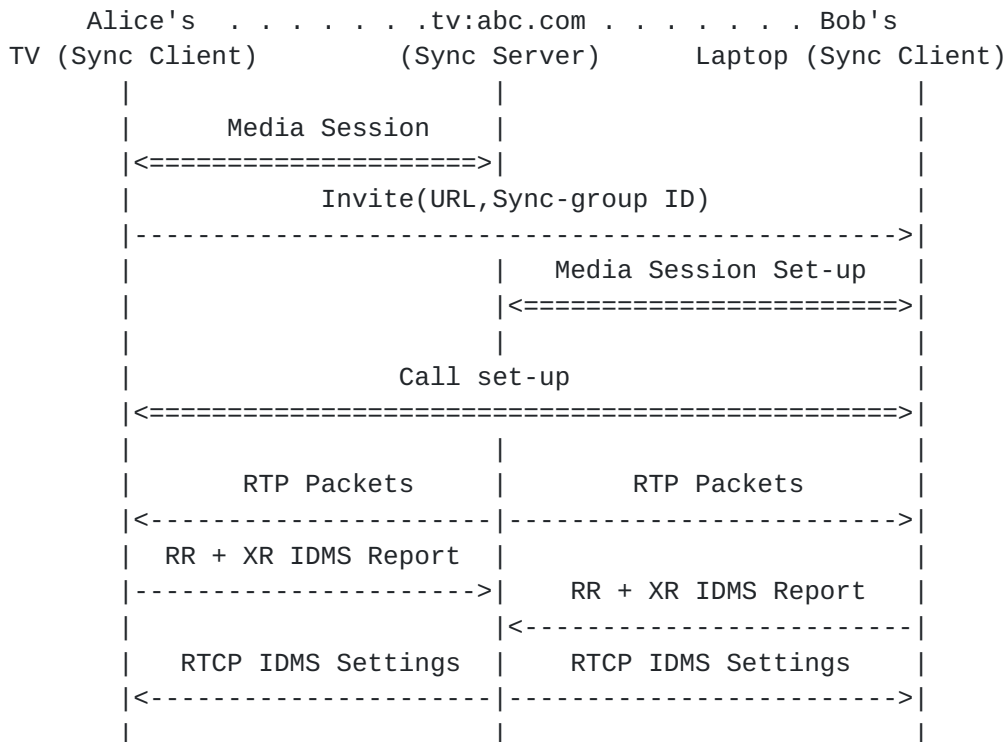 Alice's . . . . . . .tv:abc.com . . . . . . . Bob's
TV (Sync Client) (Sync Server) Laptop (Sync Client)
Media Session
Invite(URL,Sync-group ID)
Media Session Set-up
Call set-up
RTP Packets RTP Packets
RR + XR IDMS Report
RR + XR IDMS Report
RTCP IDMS Settings RTCP IDMS Settings